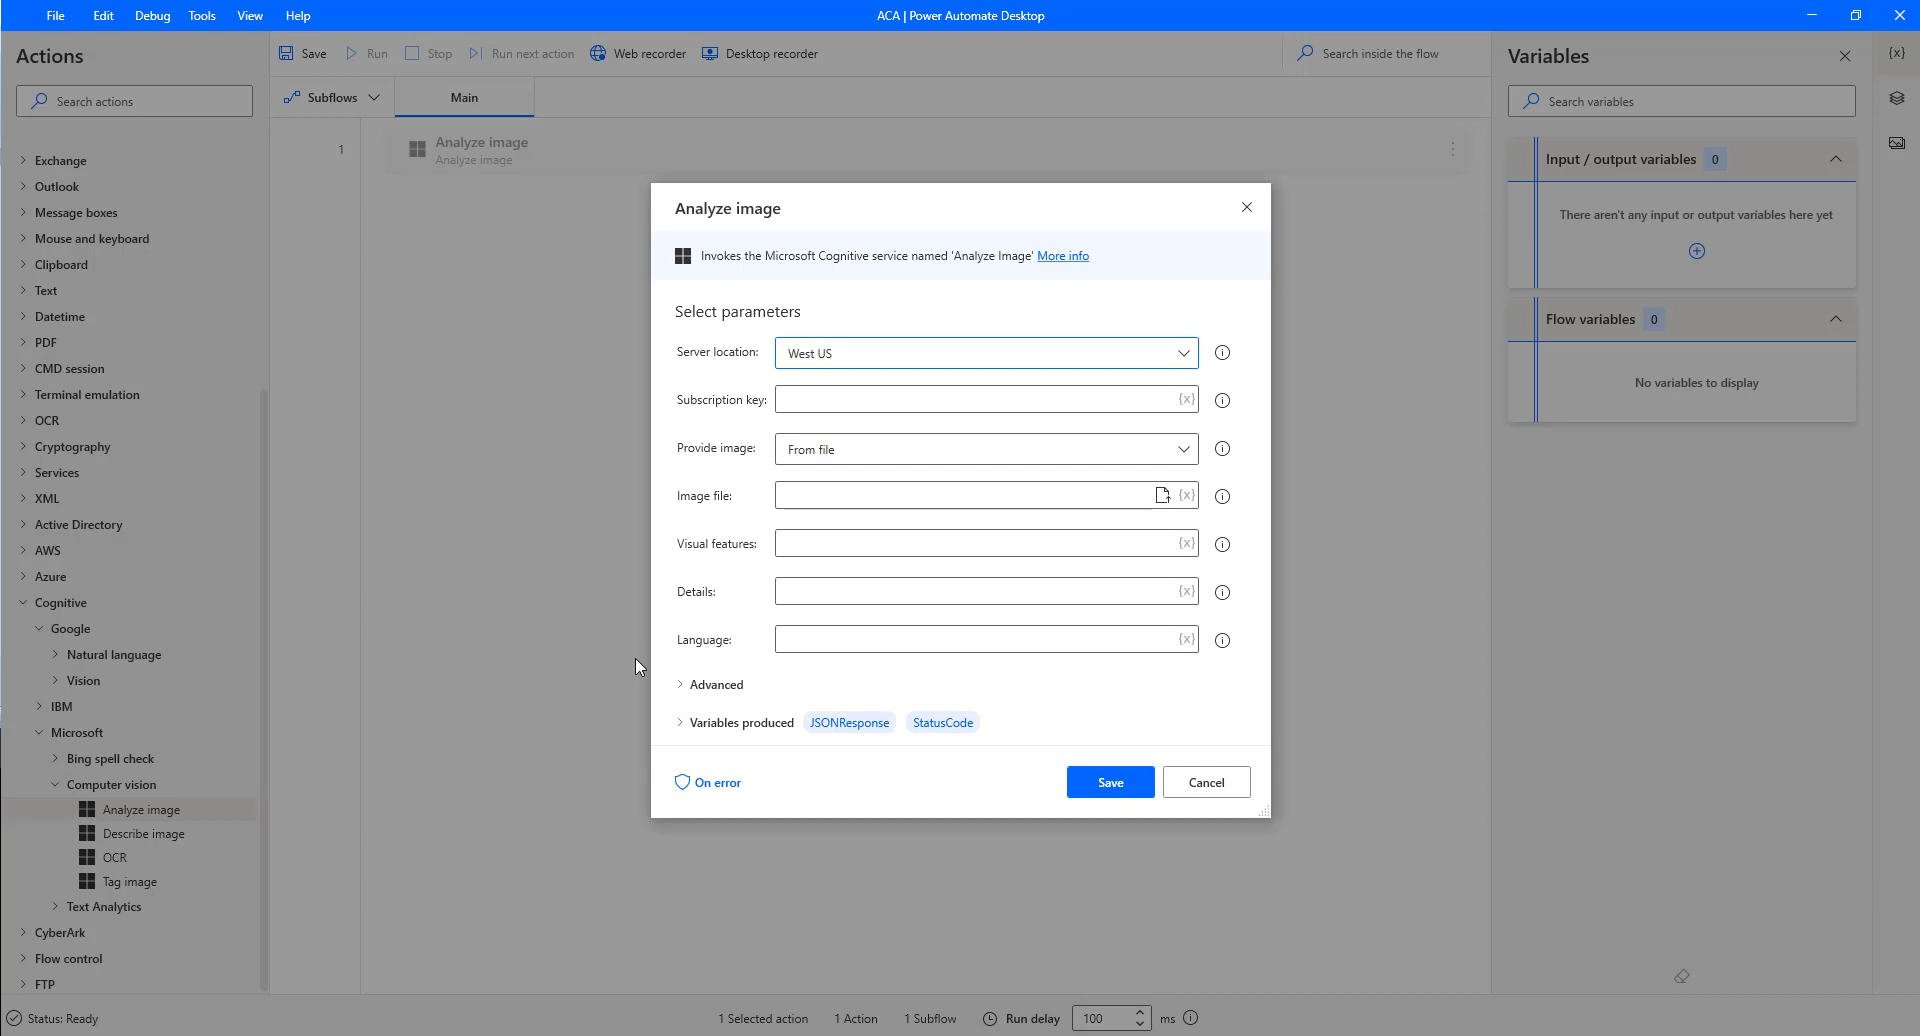 File Edit Debug Tools View Help
ACA | Power Automate Desktop
Actions
Search actions
Exchange
Outlook
Message boxes
Mouse and keyboard
Clipboard
Text
Datetime
PDF
CMD session
Terminal emulation
OCR
Cryptography
Services
XML
Active Directory
AWS
Azure
Cognitive
Google
Natural language
Vision
IBM
Microsoft
Bing spell check
Computer vision
Analyze image
Describe image
OCR
Tag image
Text Analytics
CyberArk
Flow control
FTP
Save Run Stop Run next action Web recorder Desktop recorder
Search inside the flow
Subflows Main
1
Analyze image
Analyze image
Analyze image
Invokes the Microsoft Cognitive service named 'Analyze Image' More info
Select parameters
Server location: West US
Subscription key: {x}
Provide image: From file
Image file: {x}
Visual features: {x}
Details: {x}
Language: {x}
Advanced
Variables produced JSONResponse StatusCode
On error Save Cancel
Variables
{x}
Search variables
Input / output variables 0
There aren't any input or output variables here yet
Flow variables 0
No variables to display
Status: Ready 1 Selected action 1 Action 1 Subflow Run delay 100 ms